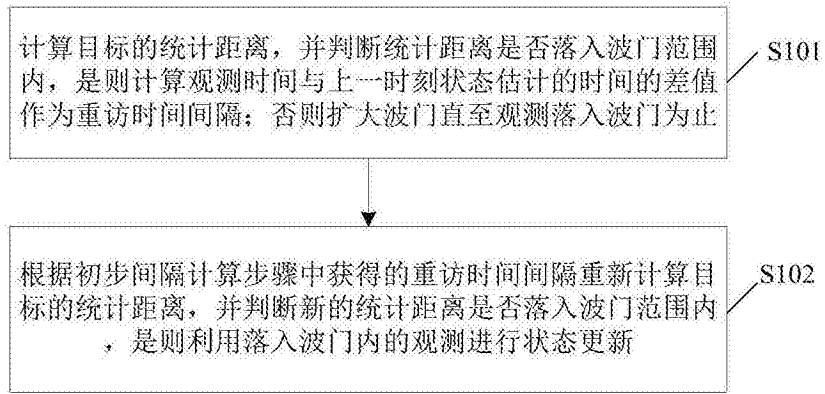 计算目标的统计距离，并判断统计距离是否落入波门范围
内，是则计算观测时间与上一时刻状态估计的时间的差值
作为重访时间间隔；否则扩大波门直至观测落入波门为止
S101
根据初步间隔计算步骤中获得的重访时间间隔重新计算目
标的统计距离，并判断新的统计距离是否落入波门范围内
，是则利用落入波门内的观测进行状态更新
S102